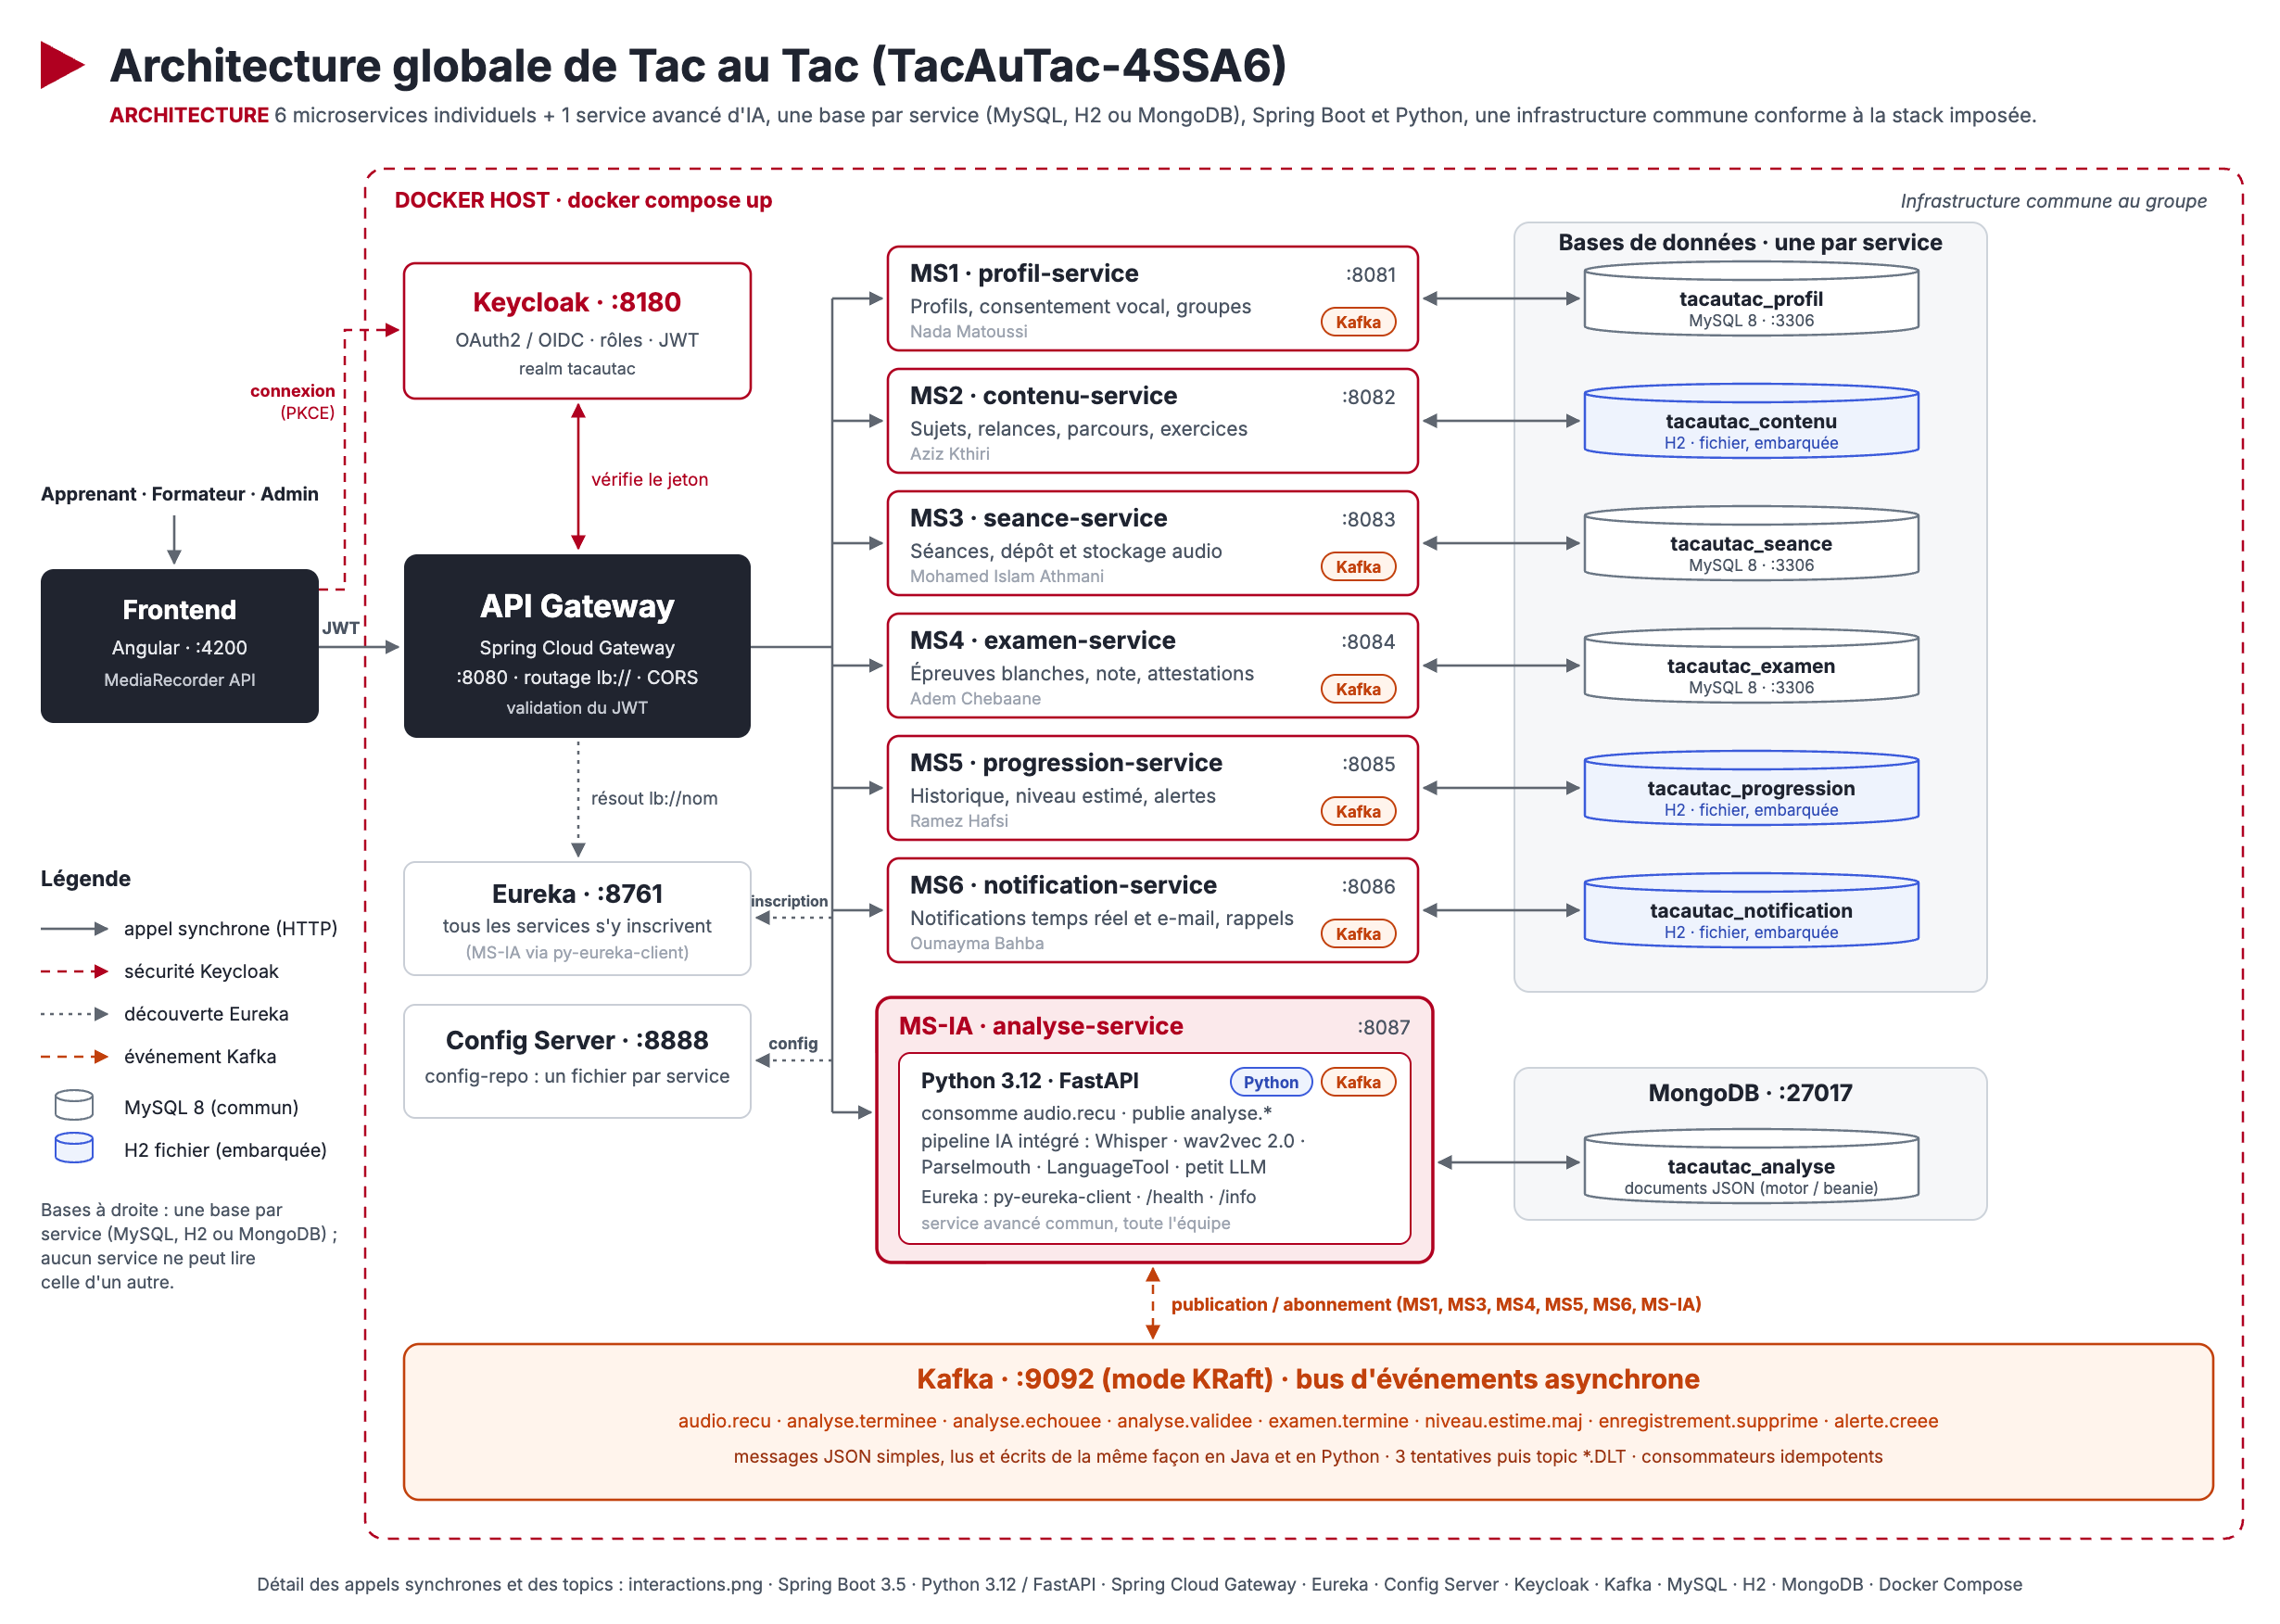 Architecture globale de Tac au Tac (TacAuTac-4SSA6)
ARCHITECTURE 6 microservices individuels + 1 service avancé d'IA, une base par service (MySQL, H2 ou MongoDB), Spring Boot et Python, une infrastructure commune conforme à la stack imposée.
DOCKER HOST · docker compose up
Infrastructure commune au groupe
Apprenant · Formateur · Admin
Frontend
Angular · :4200
MediaRecorder API
connexion
(PKCE)
JWT
Keycloak · :8180
OAuth2 / OIDC · rôles · JWT
realm tacautac
vérifie le jeton
API Gateway
Spring Cloud Gateway
:8080 · routage lb:// · CORS
validation du JWT
résout lb://nom
Eureka · :8761
tous les services s'y inscrivent
(MS-IA via py-eureka-client)
inscription
Config Server · :8888
config-repo : un fichier par service
config
MS1 · profil-service :8081
Profils, consentement vocal, groupes
Nada Matoussi
Kafka
MS2 · contenu-service :8082
Sujets, relances, parcours, exercices
Aziz Kthiri
MS3 · seance-service :8083
Séances, dépôt et stockage audio
Mohamed Islam Athmani
Kafka
MS4 · examen-service :8084
Épreuves blanches, note, attestations
Adem Chebaane
Kafka
MS5 · progression-service :8085
Historique, niveau estimé, alertes
Ramez Hafsi
Kafka
MS6 · notification-service :8086
Notifications temps réel et e-mail, rappels
Oumayma Bahba
Kafka
MS-IA · analyse-service :8087
Python 3.12 · FastAPI
Python
Kafka
consomme audio.recu · publie analyse.*
pipeline IA intégré : Whisper · wav2vec 2.0 ·
Parselmouth · LanguageTool · petit LLM
Eureka : py-eureka-client · /health · /info
service avancé commun, toute l'équipe
Bases de données · une par service
tacautac_profil
MySQL 8 · :3306
tacautac_contenu
H2 · fichier, embarquée
tacautac_seance
MySQL 8 · :3306
tacautac_examen
MySQL 8 · :3306
tacautac_progression
H2 · fichier, embarquée
tacautac_notification
H2 · fichier, embarquée
MongoDB · :27017
tacautac_analyse
documents JSON (motor / beanie)
Légende
appel synchrone (HTTP)
sécurité Keycloak
découverte Eureka
événement Kafka
MySQL 8 (commun)
H2 fichier (embarquée)
Bases à droite : une base par
service (MySQL, H2 ou MongoDB) ;
aucun service ne peut lire
celle d'un autre.
publication / abonnement (MS1, MS3, MS4, MS5, MS6, MS-IA)
Kafka · :9092 (mode KRaft) · bus d'événements asynchrone
audio.recu · analyse.terminee · analyse.echouee · analyse.validee · examen.termine · niveau.estime.maj · enregistrement.supprime · alerte.creee
messages JSON simples, lus et écrits de la même façon en Java et en Python · 3 tentatives puis topic *.DLT · consommateurs idempotents
Détail des appels synchrones et des topics : interactions.png · Spring Boot 3.5 · Python 3.12 / FastAPI · Spring Cloud Gateway · Eureka · Config Server · Keycloak · Kafka · MySQL · H2 · MongoDB · Docker Compose